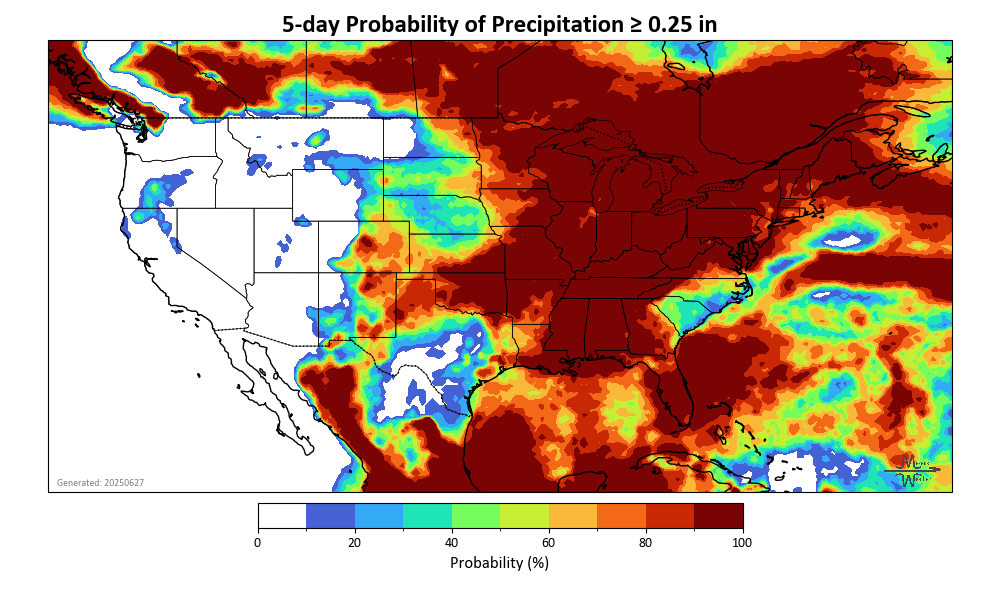 5-day Probability of Precipitation ≥ 0.25 in
Generated: 20250627
0 20 40 60 80 100
Probability (%)